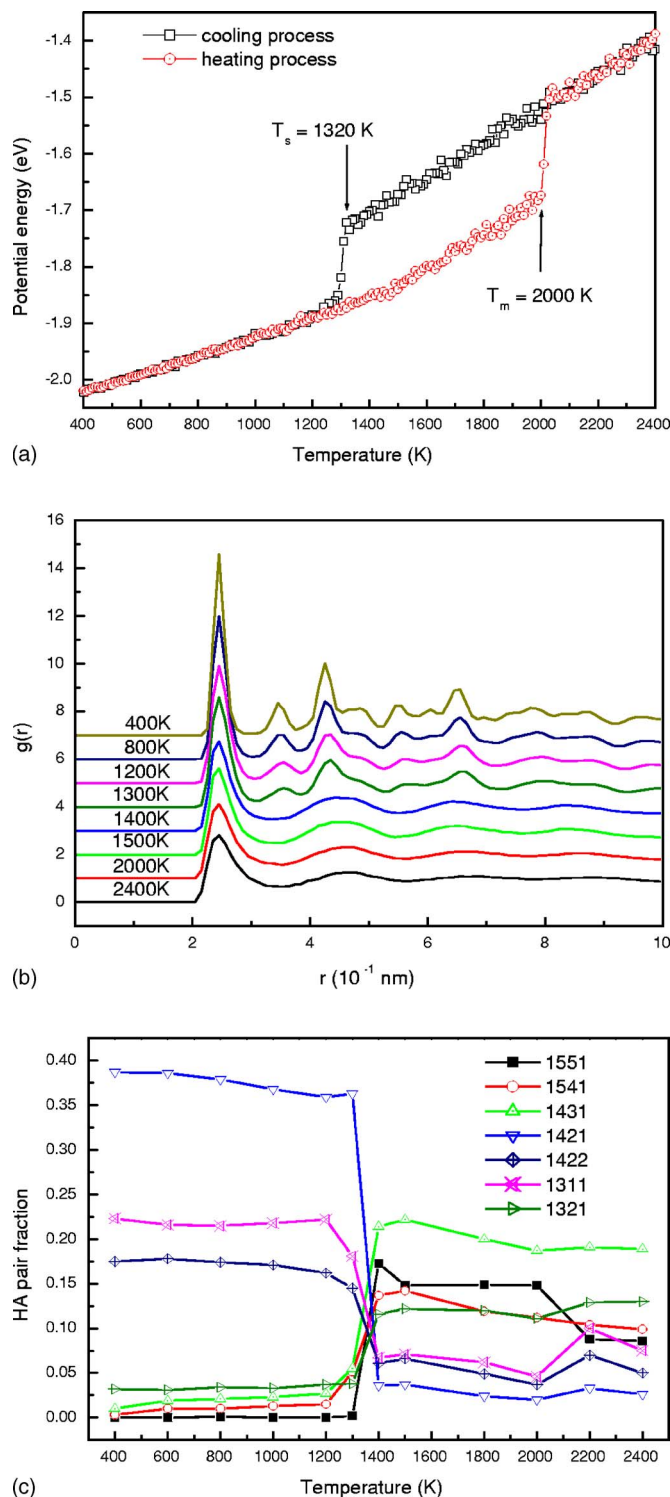 cooling process
heating process
T_s = 1320 K
T_m = 2000 K
Potential energy (eV)
-1.4
-1.5
-1.6
-1.7
-1.8
-1.9
-2.0
400 600 800 1000 1200 1400 1600 1800 2000 2200 2400
Temperature (K)
(a)
g(r)
16
14
12
10
8
6
4
2
0
400K
800K
1200K
1300K
1400K
1500K
2000K
2400K
0 2 4 6 8 10
r (10^-1 nm)
(b)
HA pair fraction
0.40
0.35
0.30
0.25
0.20
0.15
0.10
0.05
0.00
1551
1541
1431
1421
1422
1311
1321
400 600 800 1000 1200 1400 1600 1800 2000 2200 2400
Temperature (K)
(c)